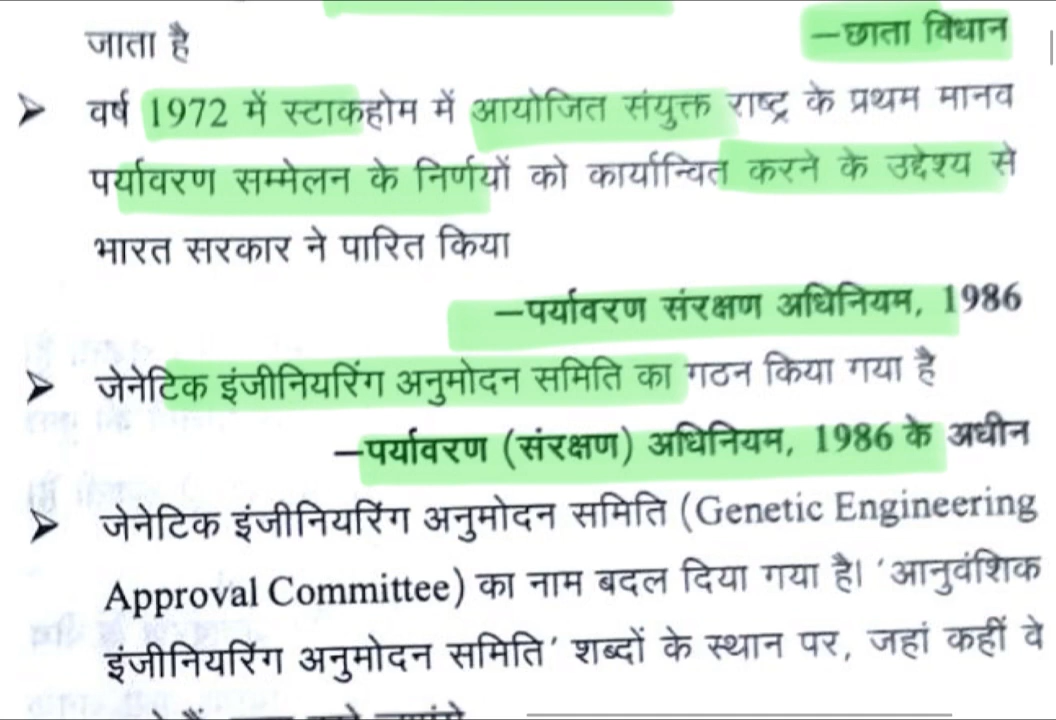 जाता है —छाता विधान
➤ वर्ष 1972 में स्टाकहोम में आयोजित संयुक्त राष्ट्र के प्रथम मानव
पर्यावरण सम्मेलन के निर्णयों को कार्यान्वित करने के उद्देश्य से
भारत सरकार ने पारित किया
—पर्यावरण संरक्षण अधिनियम, 1986
➤ जेनेटिक इंजीनियरिंग अनुमोदन समिति का गठन किया गया है
—पर्यावरण (संरक्षण) अधिनियम, 1986 के अधीन
➤ जेनेटिक इंजीनियरिंग अनुमोदन समिति (Genetic Engineering
Approval Committee) का नाम बदल दिया गया है। 'आनुवंशिक
इंजीनियरिंग अनुमोदन समिति' शब्दों के स्थान पर, जहां कहीं वे